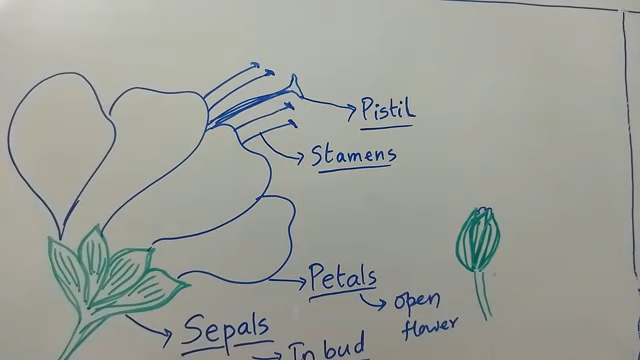 Pistil
Stamens
Petals
open
flower
Sepals
In bud